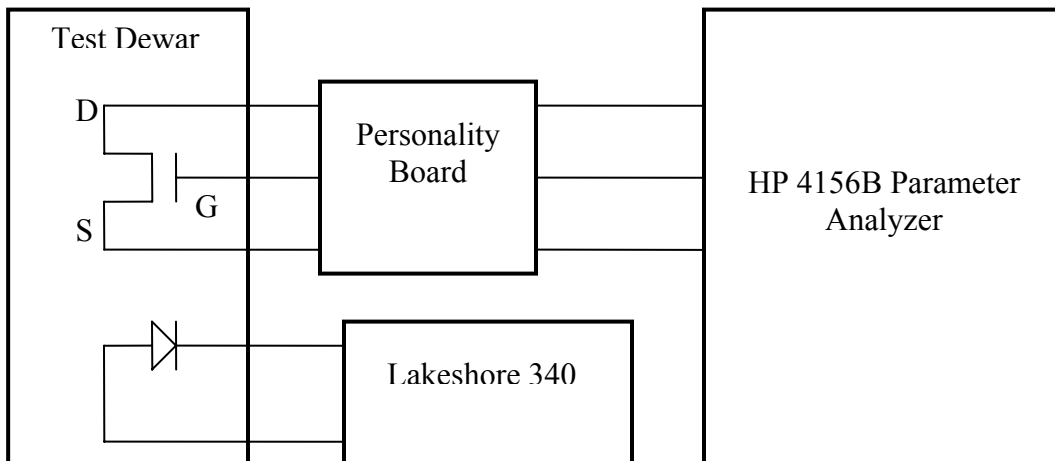 Test Dewar
D
G
S
Personality
Board
HP 4156B Parameter
Analyzer
Lakeshore 340